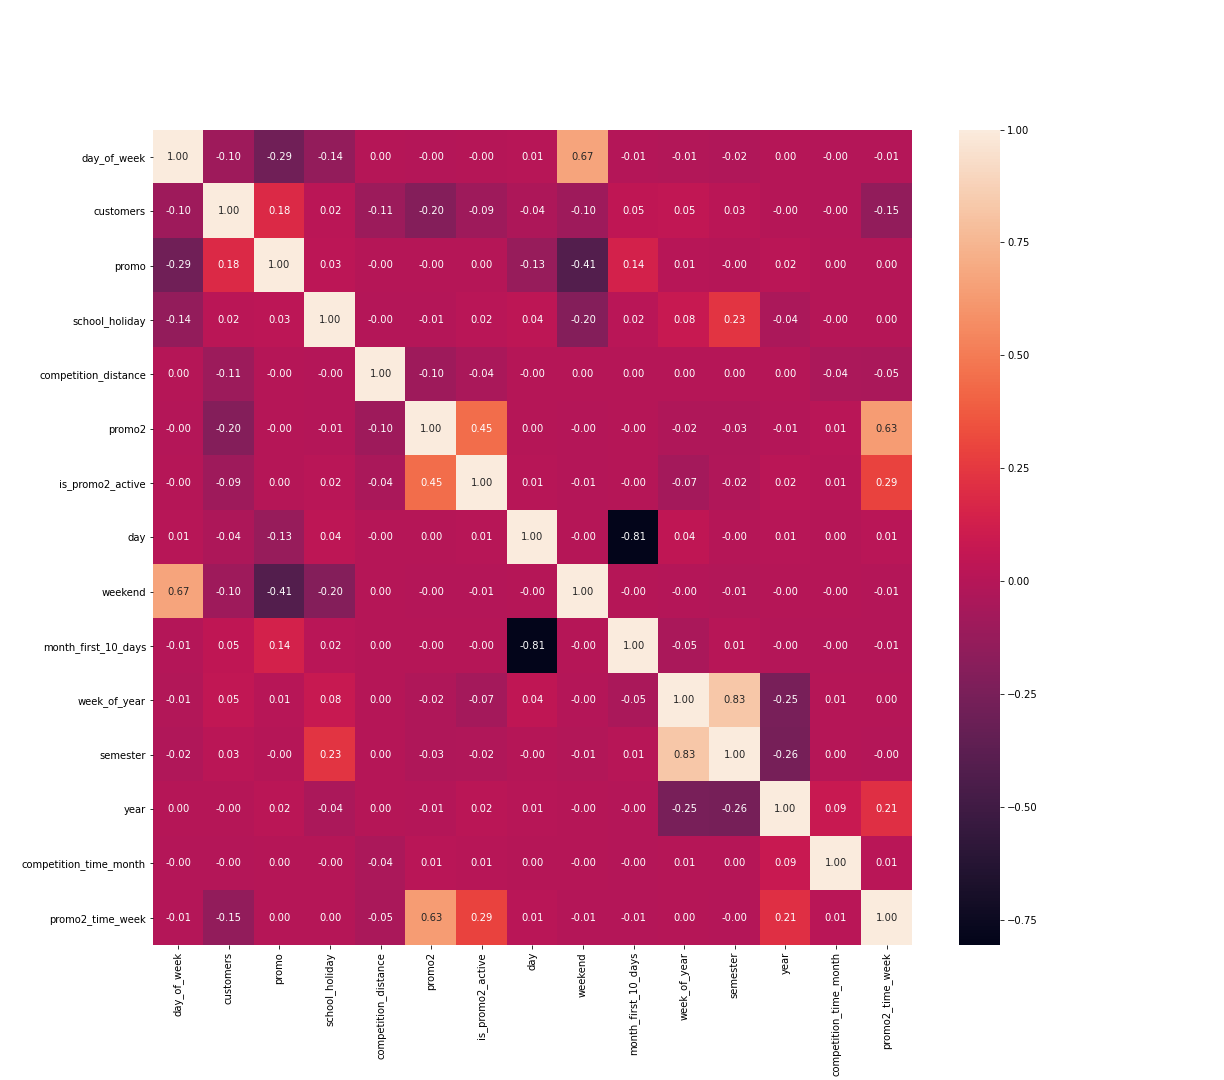 day_of_week 1.00 -0.10 -0.29 -0.14 0.00 -0.00 -0.00 0.01 0.67 -0.01 -0.01 -0.02 0.00 -0.00 -0.01
customers -0.10 1.00 0.18 0.02 -0.11 -0.20 -0.09 -0.04 -0.10 0.05 0.05 0.03 -0.00 -0.00 -0.15
promo -0.29 0.18 1.00 0.03 -0.00 -0.00 0.00 -0.13 -0.41 0.14 0.01 -0.00 0.02 0.00 0.00
school_holiday -0.14 0.02 0.03 1.00 -0.00 -0.01 0.02 0.04 -0.20 0.02 0.08 0.23 -0.04 -0.00 0.00
competition_distance 0.00 -0.11 -0.00 -0.00 1.00 -0.10 -0.04 -0.00 0.00 0.00 0.00 0.00 0.00 -0.04 -0.05
promo2 -0.00 -0.20 -0.00 -0.01 -0.10 1.00 0.45 0.00 -0.00 -0.00 -0.02 -0.03 -0.01 0.01 0.63
is_promo2_active -0.00 -0.09 0.00 0.02 -0.04 0.45 1.00 0.01 -0.01 -0.00 -0.07 -0.02 0.02 0.01 0.29
day 0.01 -0.04 -0.13 0.04 -0.00 0.00 0.01 1.00 -0.00 -0.81 0.04 -0.00 0.01 0.00 0.01
weekend 0.67 -0.10 -0.41 -0.20 0.00 -0.00 -0.01 -0.00 1.00 -0.00 -0.00 -0.01 -0.00 -0.00 -0.01
month_first_10_days -0.01 0.05 0.14 0.02 0.00 -0.00 -0.00 -0.81 -0.00 1.00 -0.05 0.01 -0.00 -0.00 -0.01
week_of_year -0.01 0.05 0.01 0.08 0.00 -0.02 -0.07 0.04 -0.00 -0.05 1.00 0.83 -0.25 0.01 0.00
semester -0.02 0.03 -0.00 0.23 0.00 -0.03 -0.02 -0.00 -0.01 0.01 0.83 1.00 -0.26 0.00 -0.00
year 0.00 -0.00 0.02 -0.04 0.00 -0.01 0.02 0.01 -0.00 -0.00 -0.25 -0.26 1.00 0.09 0.21
competition_time_month -0.00 -0.00 0.00 -0.00 -0.04 0.01 0.01 0.00 -0.00 -0.00 0.01 0.00 0.09 1.00 0.01
promo2_time_week -0.01 -0.15 0.00 0.00 -0.05 0.63 0.29 0.01 -0.01 -0.01 0.00 -0.00 0.21 0.01 1.00
day_of_week
customers
promo
school_holiday
competition_distance
promo2
is_promo2_active
day
weekend
month_first_10_days
week_of_year
semester
year
competition_time_month
promo2_time_week
1.00
0.75
0.50
0.25
0.00
−0.25
−0.50
−0.75